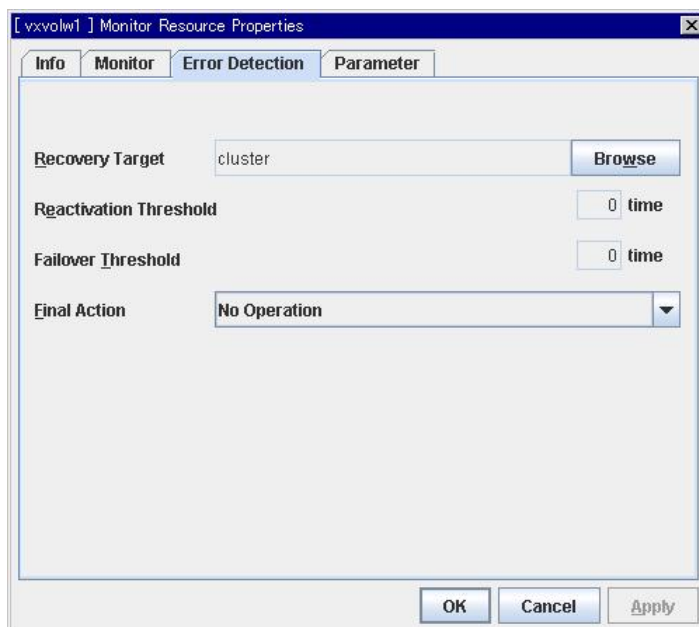 [ vxvolw1 ] Monitor Resource Properties
Info Monitor Error Detection Parameter
Recovery Target cluster Browse
Reactivation Threshold 0 time
Failover Threshold 0 time
Final Action No Operation
OK Cancel Apply